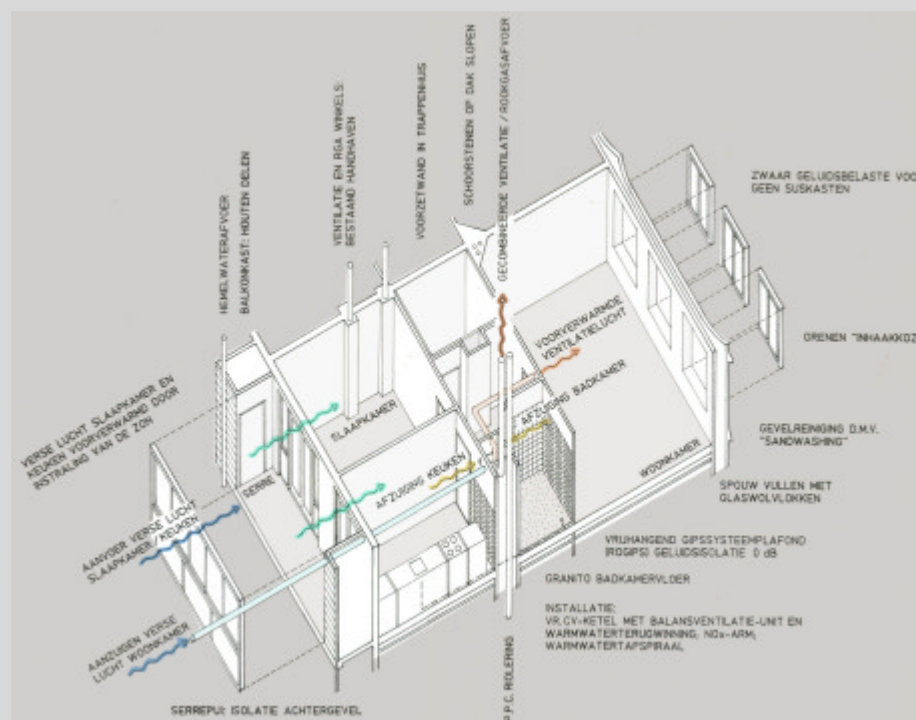 HEMELWATERAFVOER
BALKONKAST: HOUTEN DELEN
VENTILATIE EN RGA WINKELS:
BESTAAND HANDHAVEN
VOORZETWAND IN TRAPPENHUIS
SCHOORSTENEN OP DAK SLOPEN
GECOMBINEERDE VENTILATIE / ROOKGASAFVOER
ZWAAR GELUIDSBELASTE VOO
GEEN SUSKASTEN
GRENEN "INHAAKKOZ
GEVELREINIGING D.M.V.
"SANDWASHING"
SPOUW VULLEN MET
GLASWOLVLOKKEN
VERSE LUCHT SLAAPKAMER EN
KEUKEN VOORVERWARMD DOOR
INSTRALING VAN DE ZON
AANVOER VERSE LUCHT
SLAAPKAMER / KEUKEN
AANZUIGEN VERSE
LUCHT WOONKAMER
SERRE
SLAAPKAMER
AFZUIGING KEUKEN
VOORVERWARMDE
VENTILATIELUCHT
AFZUIGING BADKAMER
WOONKAMER
VRIJHANGEND GIPSSYSTEEMPLAFOND
(ROGIPS) GELUIDSISOLATIE 0 dB
GRANITO BADKAMERVLOER
INSTALLATIE:
VR.CV-KETEL MET BALANSVENTILATIE-UNIT EN
WARMWATERTERUGWINNING, NOx-ARM;
WARMWATERTAPSPIRAAL
P.P.C. RIOLERING
SERREPUI: ISOLATIE ACHTERGEVEL